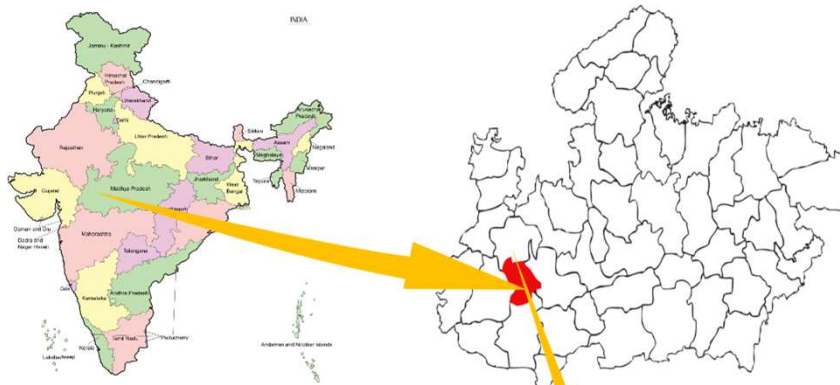 INDIA
Jammu - Kashmir
Himachal
Pradesh
Chandigarh
Punjab
Uttarakhand
Haryana
Delhi
Arunachal
Pradesh
Sikkim
Rajasthan
Uttar Pradesh
Assam
Nagaland
Bihar
Meghalaya
Manipur
Jharkhand
Tripura
West
Bengal
Mizoram
Gujarat
Madhya Pradesh
Daman and Diu
Dadra and
Nagar Haveli
Maharashtra
Telangana
Goa
Karnataka
Andhra Pradesh
Tamil Nadu
Puducherry
Kerala
Lakshadweep
Andaman and Nicobar Islands